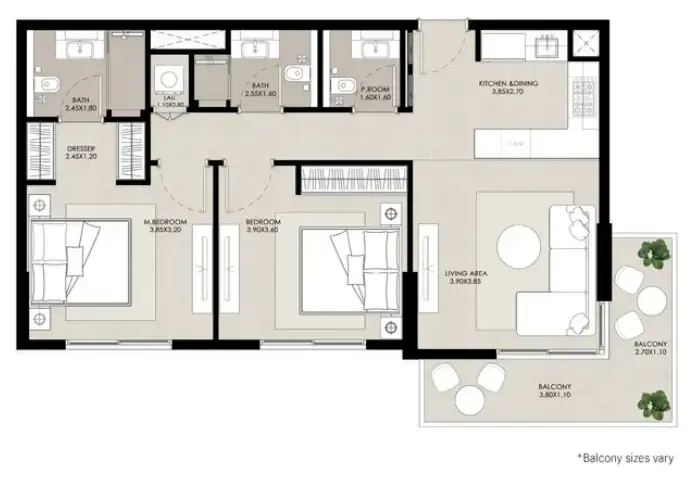 BATH
2.45X1.80
LAU
1.10X0.80
BATH
2.55X1.60
P.ROOM
1.60X1.60
KITCHEN &DINING
3.85X2.70
DRESSER
2.45X1.20
M.BEDROOM
3.85X3.20
BEDROOM
3.90X3.60
LIVING AREA
3.90X3.85
BALCONY
2.70X1.10
BALCONY
3.80X1.10
*Balcony sizes vary